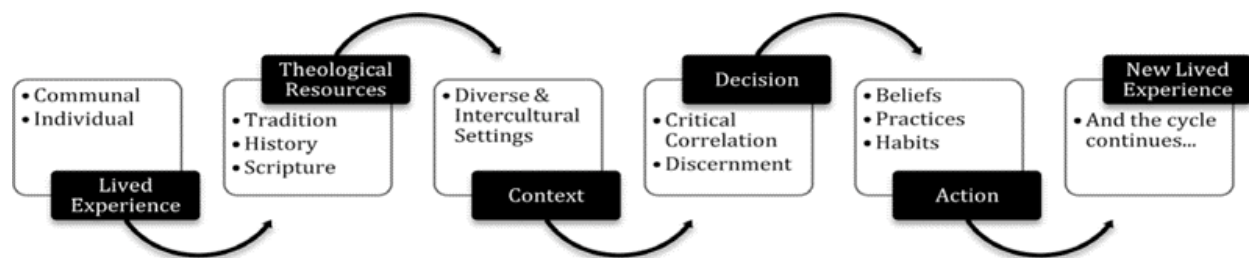 • Communal
• Individual
Lived
Experience
Theological
Resources
• Tradition
• History
• Scripture
• Diverse &
Intercultural
Settings
Context
Decision
• Critical
Correlation
• Discernment
• Beliefs
• Practices
• Habits
Action
New Lived
Experience
• And the cycle
continues...